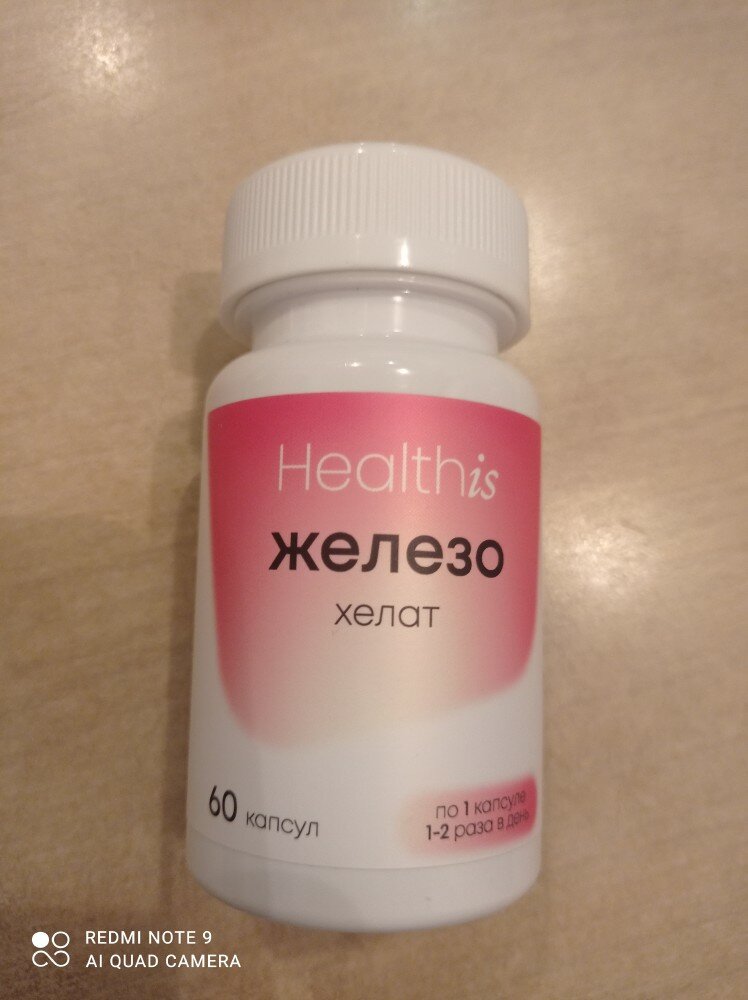 Healthis
железо
хелат
60 капсул
по 1 капсуле
1-2 раза в день
REDMI NOTE 9
AI QUAD CAMERA